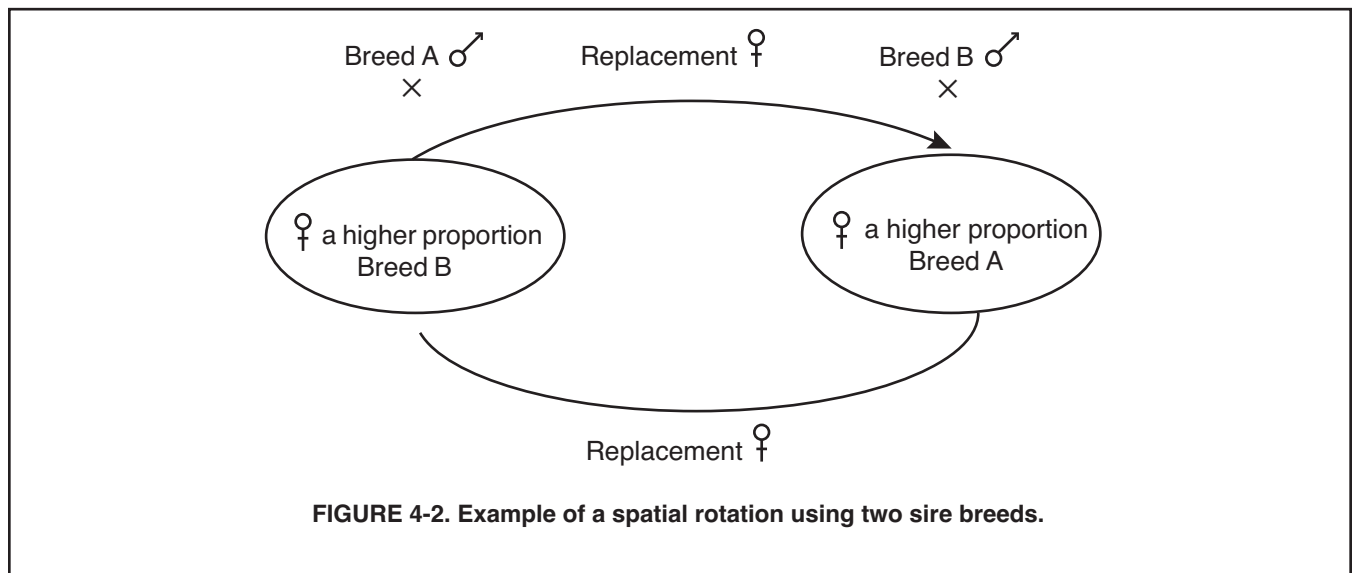 Breed A ♂
Replacement ♀
Breed B ♂
×
×
♀ a higher proportion
Breed B
♀ a higher proportion
Breed A
Replacement ♀
FIGURE 4-2. Example of a spatial rotation using two sire breeds.